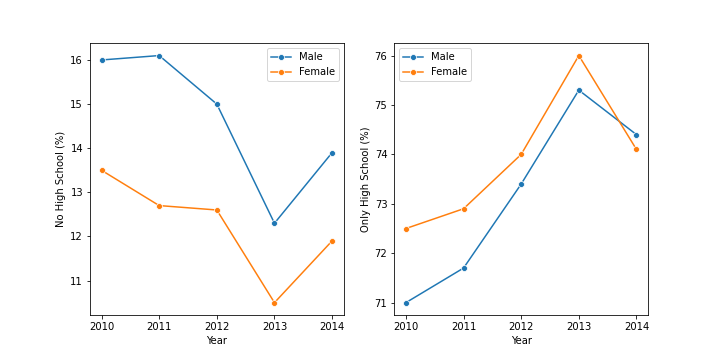 No High School (%)
16
15
14
13
12
11
Male
Female
2010 2011 2012 2013 2014
Year
Only High School (%)
76
75
74
73
72
71
Male
Female
2010 2011 2012 2013 2014
Year